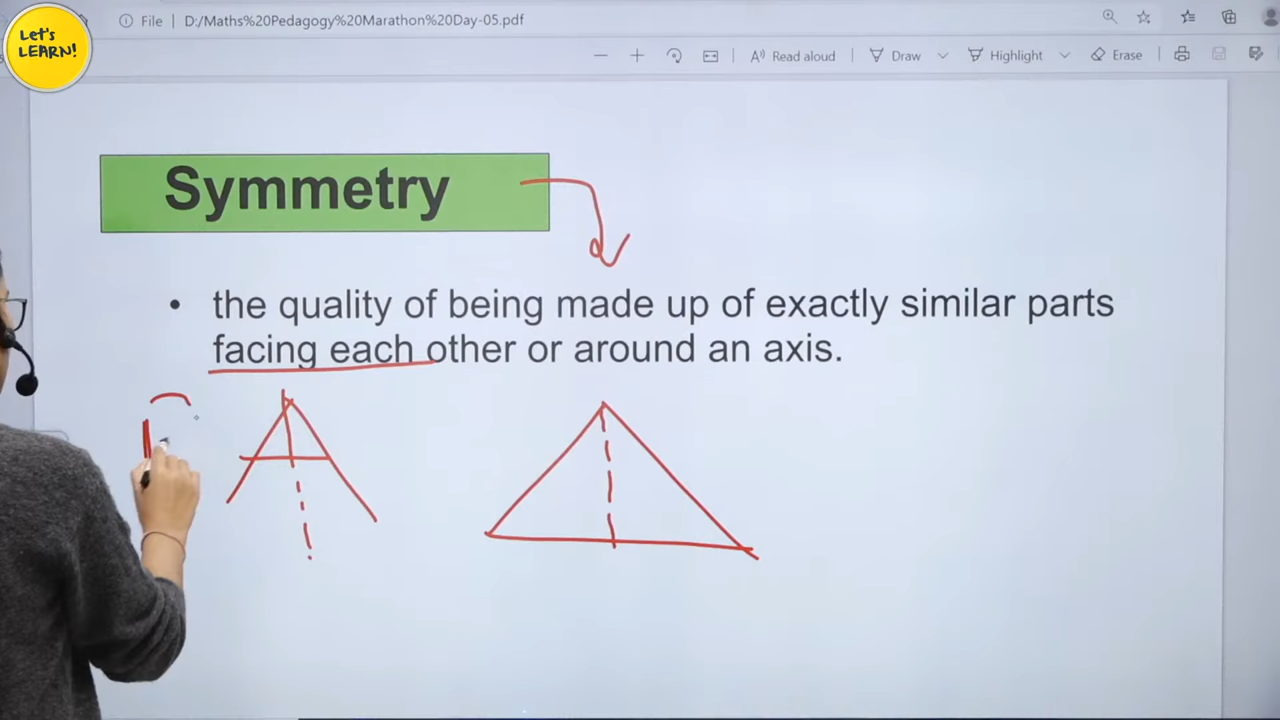 Let's
LEARN!
File | D:/Maths%20Pedagogy%20Marathon%20Day-05.pdf
Read aloud
Draw
Highlight
Erase
Symmetry
• the quality of being made up of exactly similar parts
facing each other or around an axis.
A